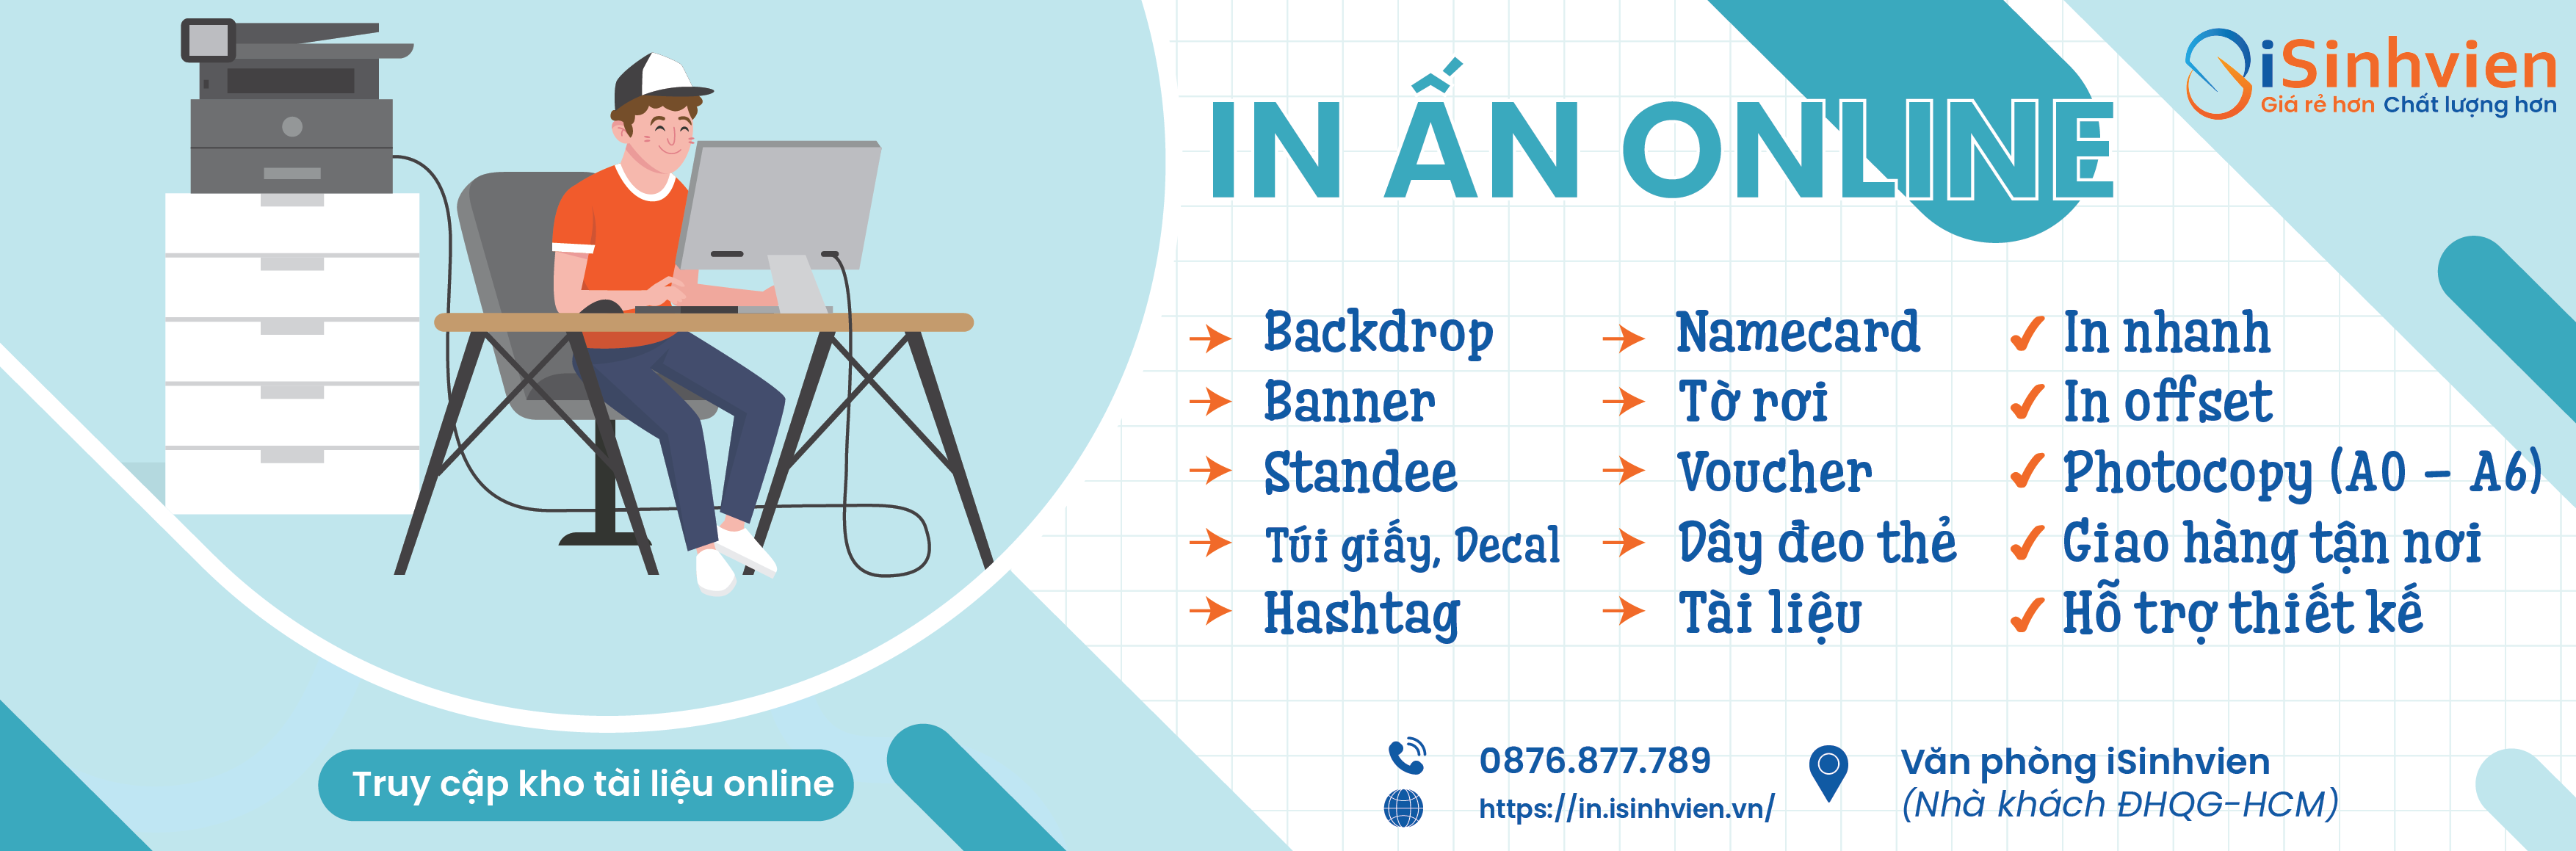 iSinhvien
Giá rẻ hơn Chất lượng hơn
IN ẤN ONLINE
Backdrop
Banner
Standee
Túi giấy, Decal
Hashtag
Namecard
Tờ rơi
Voucher
Dây đeo thẻ
Tài liệu
In nhanh
In offset
Photocopy (A0 – A6)
Giao hàng tận nơi
Hỗ trợ thiết kế
Truy cập kho tài liệu online
0876.877.789
https://in.isinhvien.vn/
Văn phòng iSinhvien
(Nhà khách ĐHQG-HCM)